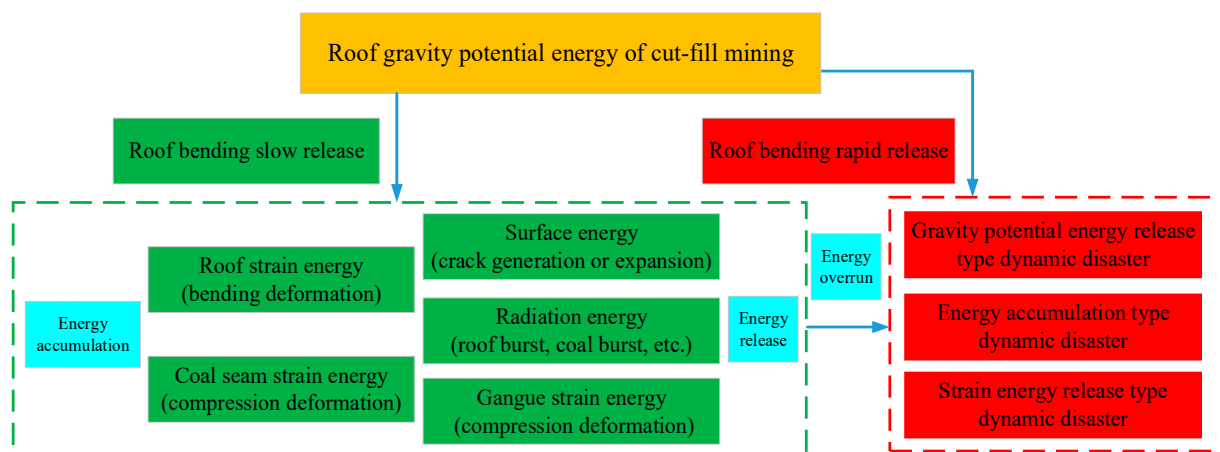 Roof gravity potential energy of cut-fill mining
Roof bending slow release
Roof bending rapid release
Energy
accumulation
Roof strain energy
(bending deformation)
Coal seam strain energy
(compression deformation)
Surface energy
(crack generation or expansion)
Radiation energy
(roof burst, coal burst, etc.)
Gangue strain energy
(compression deformation)
Energy
release
Energy
overrun
Gravity potential energy release
type dynamic disaster
Energy accumulation type
dynamic disaster
Strain energy release type
dynamic disaster